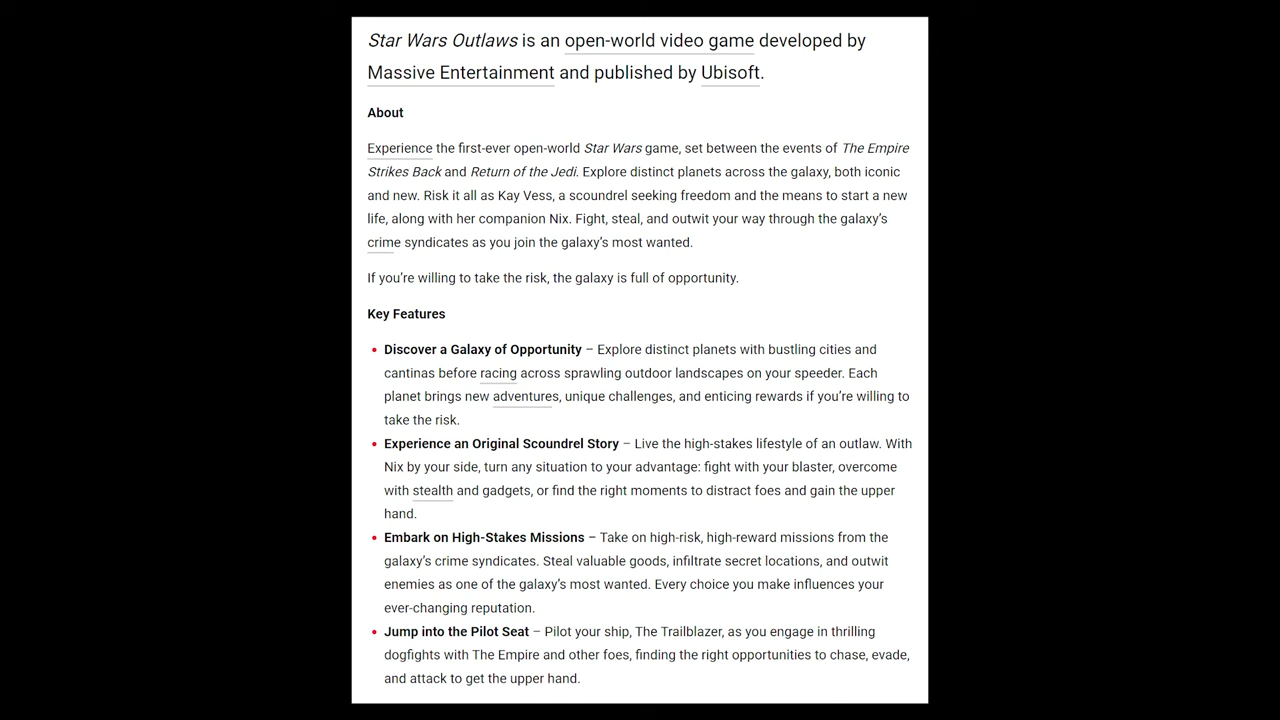 Star Wars Outlaws is an open-world video game developed by
Massive Entertainment and published by Ubisoft.
About
Experience the first-ever open-world Star Wars game, set between the events of The Empire
Strikes Back and Return of the Jedi. Explore distinct planets across the galaxy, both iconic
and new. Risk it all as Kay Vess, a scoundrel seeking freedom and the means to start a new
life, along with her companion Nix. Fight, steal, and outwit your way through the galaxy’s
crime syndicates as you join the galaxy’s most wanted.
If you’re willing to take the risk, the galaxy is full of opportunity.
Key Features
• Discover a Galaxy of Opportunity – Explore distinct planets with bustling cities and
cantinas before racing across sprawling outdoor landscapes on your speeder. Each
planet brings new adventures, unique challenges, and enticing rewards if you’re willing to
take the risk.
• Experience an Original Scoundrel Story – Live the high-stakes lifestyle of an outlaw. With
Nix by your side, turn any situation to your advantage: fight with your blaster, overcome
with stealth and gadgets, or find the right moments to distract foes and gain the upper
hand.
• Embark on High-Stakes Missions – Take on high-risk, high-reward missions from the
galaxy’s crime syndicates. Steal valuable goods, infiltrate secret locations, and outwit
enemies as one of the galaxy’s most wanted. Every choice you make influences your
ever-changing reputation.
• Jump into the Pilot Seat – Pilot your ship, The Trailblazer, as you engage in thrilling
dogfights with The Empire and other foes, finding the right opportunities to chase, evade,
and attack to get the upper hand.